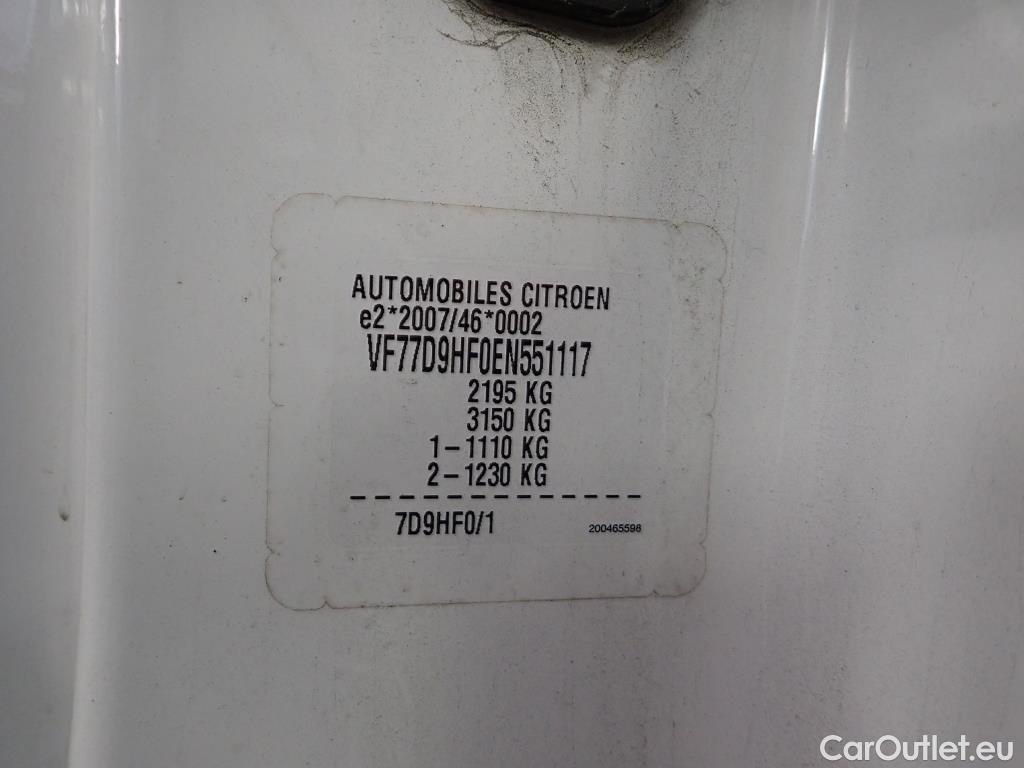 AUTOMOBILES CITROEN
e2*2007/46*0002
VF77D9HF0EN551117
2195 KG
3150 KG
1-1110 KG
2-1230 KG
7D9HF0/1 200465598
CarOutlet.eu